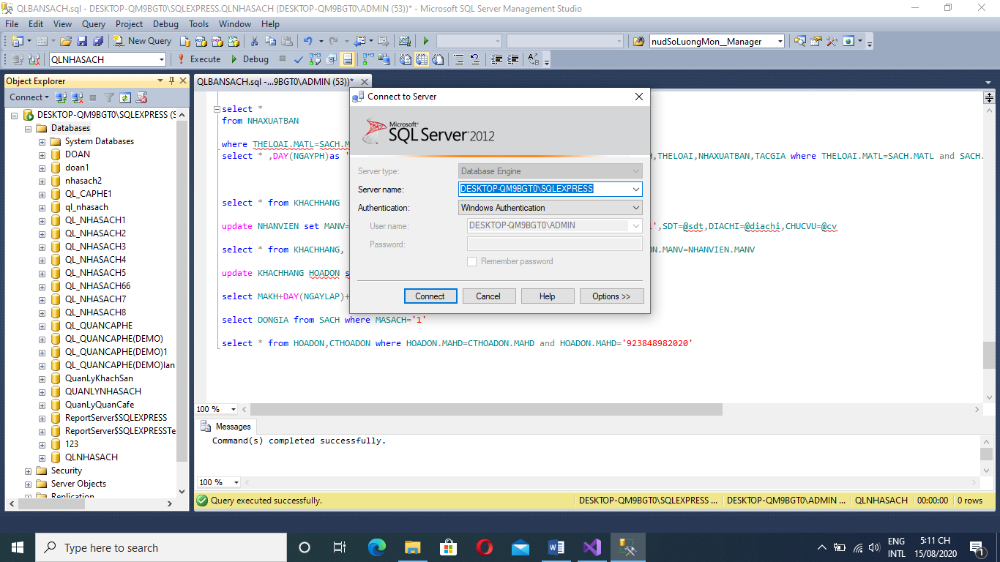 QLBANSACH.sql - DESKTOP-QM9BGT0\SQLEXPRESS.QLNHASACH (DESKTOP-QM9BGT0\ADMIN (53))* - Microsoft SQL Server Management Studio
File Edit View Query Project Debug Tools Window Help
New Query nudSoLuongMon__Manager
QLNHASACH Execute Debug
Object Explorer
Connect
DESKTOP-QM9BGT0\SQLEXPRESS (S
Databases
System Databases
DOAN
doan1
nhasach2
QL_CAPHE1
ql_nhasach
QL_NHASACH1
QL_NHASACH2
QL_NHASACH3
QL_NHASACH4
QL_NHASACH5
QL_NHASACH66
QL_NHASACH7
QL_NHASACH8
QL_QUANCAPHE
QL_QUANCAPHE(DEMO)
QL_QUANCAPHE(DEMO)1
QL_QUANCAPHE(DEMO)lan
QuanLyKhachSan
QUANLYNHASACH
QuanLyQuanCafe
ReportServer$SQLEXPRESS
ReportServer$SQLEXPRESSTe
123
QLNHASACH
Security
Server Objects
Replication
QLBANSACH.sql -...9BGT0\ADMIN (53))*
select *
from NHAXUATBAN
where THELOAI.MATL=SACH.M
select * ,DAY(NGAYPH)as ' H,THELOAI,NHAXUATBAN,TACGIA where THELOAI.MATL=SACH.MATL and SACH.
select * from KHACHHANG
update NHANVIEN set MANV= ',SDT=@sdt,DIACHI=@diachi,CHUCVU=@cv
select * from KHACHHANG, ON.MANV=NHANVIEN.MANV
update KHACHHANG HOADON s
select MAKH+DAY(NGAYLAP)+
select DONGIA from SACH where MASACH='1'
select * from HOADON,CTHOADON where HOADON.MAHD=CTHOADON.MAHD and HOADON.MAHD='923848982020'
Connect to Server
Microsoft®
SQL Server® 2012
Server type: Database Engine
Server name: DESKTOP-QM9BGT0\SQLEXPRESS
Authentication: Windows Authentication
User name: DESKTOP-QM9BGT0\ADMIN
Password:
Remember password
Connect Cancel Help Options >>
100 %
Messages
Command(s) completed successfully.
100 %
Query executed successfully. DESKTOP-QM9BGT0\SQLEXPRESS ... DESKTOP-QM9BGT0\ADMIN ... QLNHASACH 00:00:00 0 rows
Type here to search
ENG
INTL
5:11 CH
15/08/2020
1